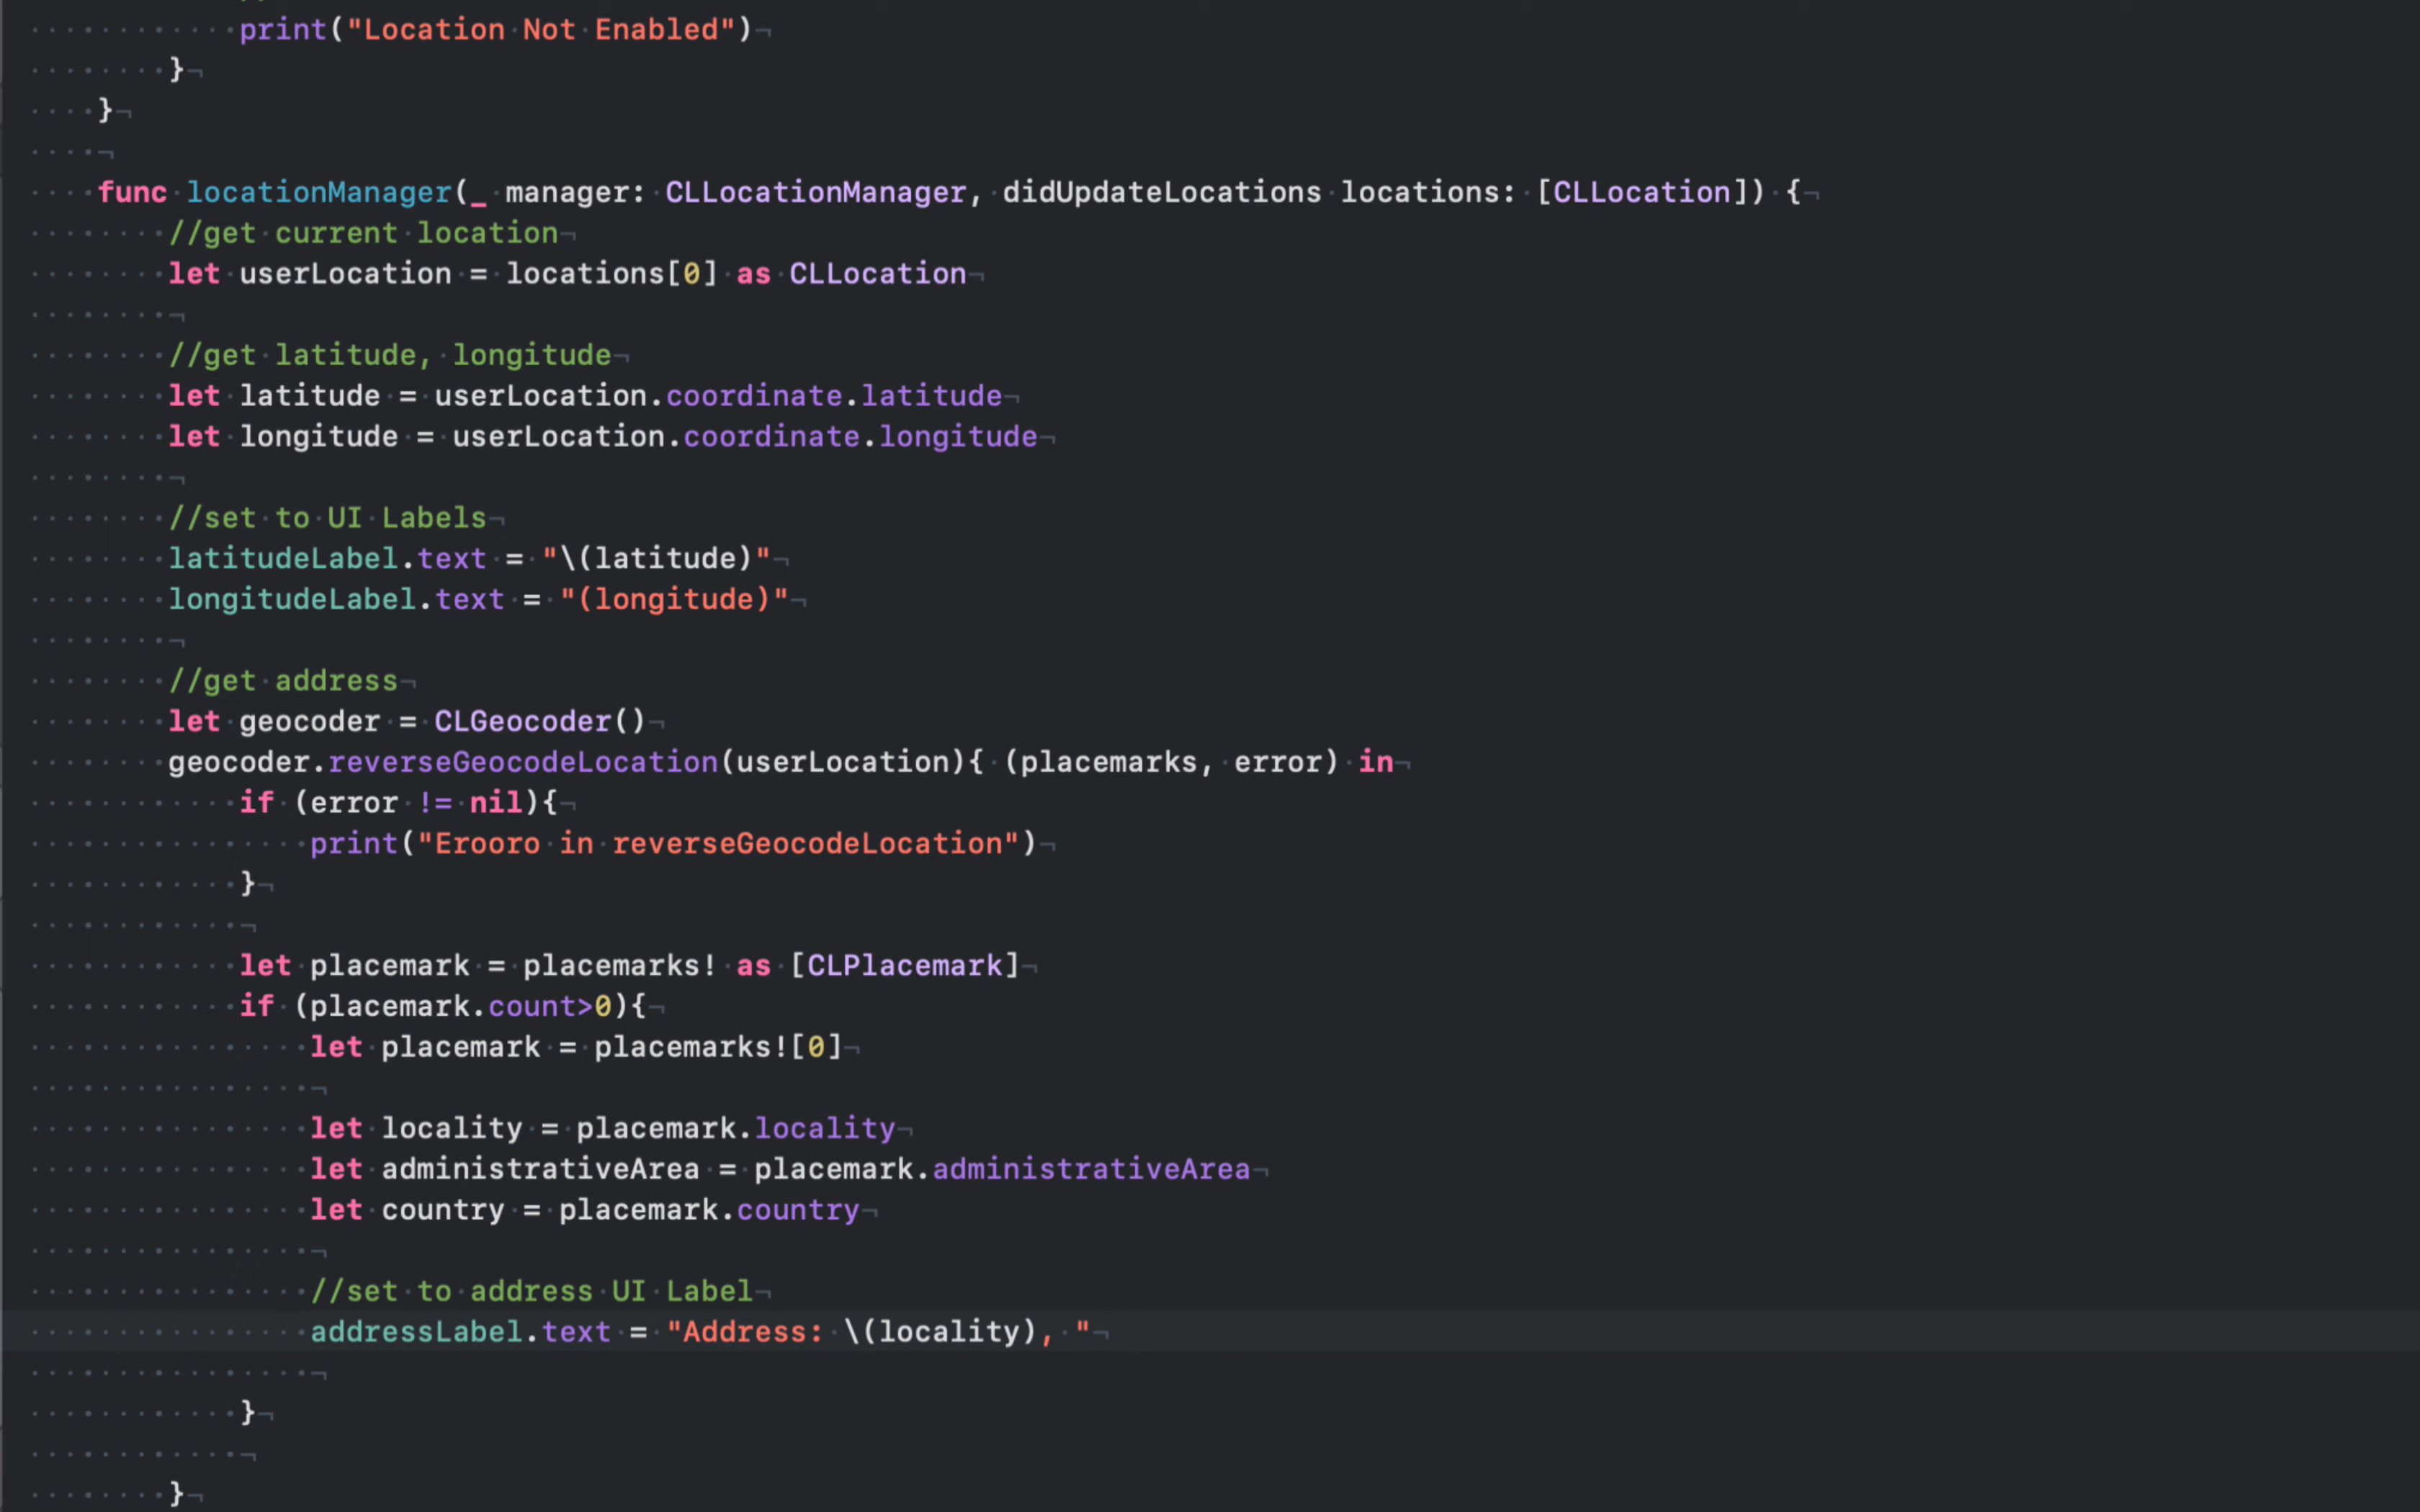 print("Location Not Enabled")
}
}
func locationManager(_ manager: CLLocationManager, didUpdateLocations locations: [CLLocation]) {
//get current location
let userLocation = locations[0] as CLLocation
//get latitude, longitude
let latitude = userLocation.coordinate.latitude
let longitude = userLocation.coordinate.longitude
//set to UI Labels
latitudeLabel.text = "\(latitude)"
longitudeLabel.text = "(longitude)"
//get address
let geocoder = CLGeocoder()
geocoder.reverseGeocodeLocation(userLocation){ (placemarks, error) in
if (error != nil){
print("Erooro in reverseGeocodeLocation")
}
let placemark = placemarks! as [CLPlacemark]
if (placemark.count>0){
let placemark = placemarks![0]
let locality = placemark.locality
let administrativeArea = placemark.administrativeArea
let country = placemark.country
//set to address UI Label
addressLabel.text = "Address: \(locality), "
}
}